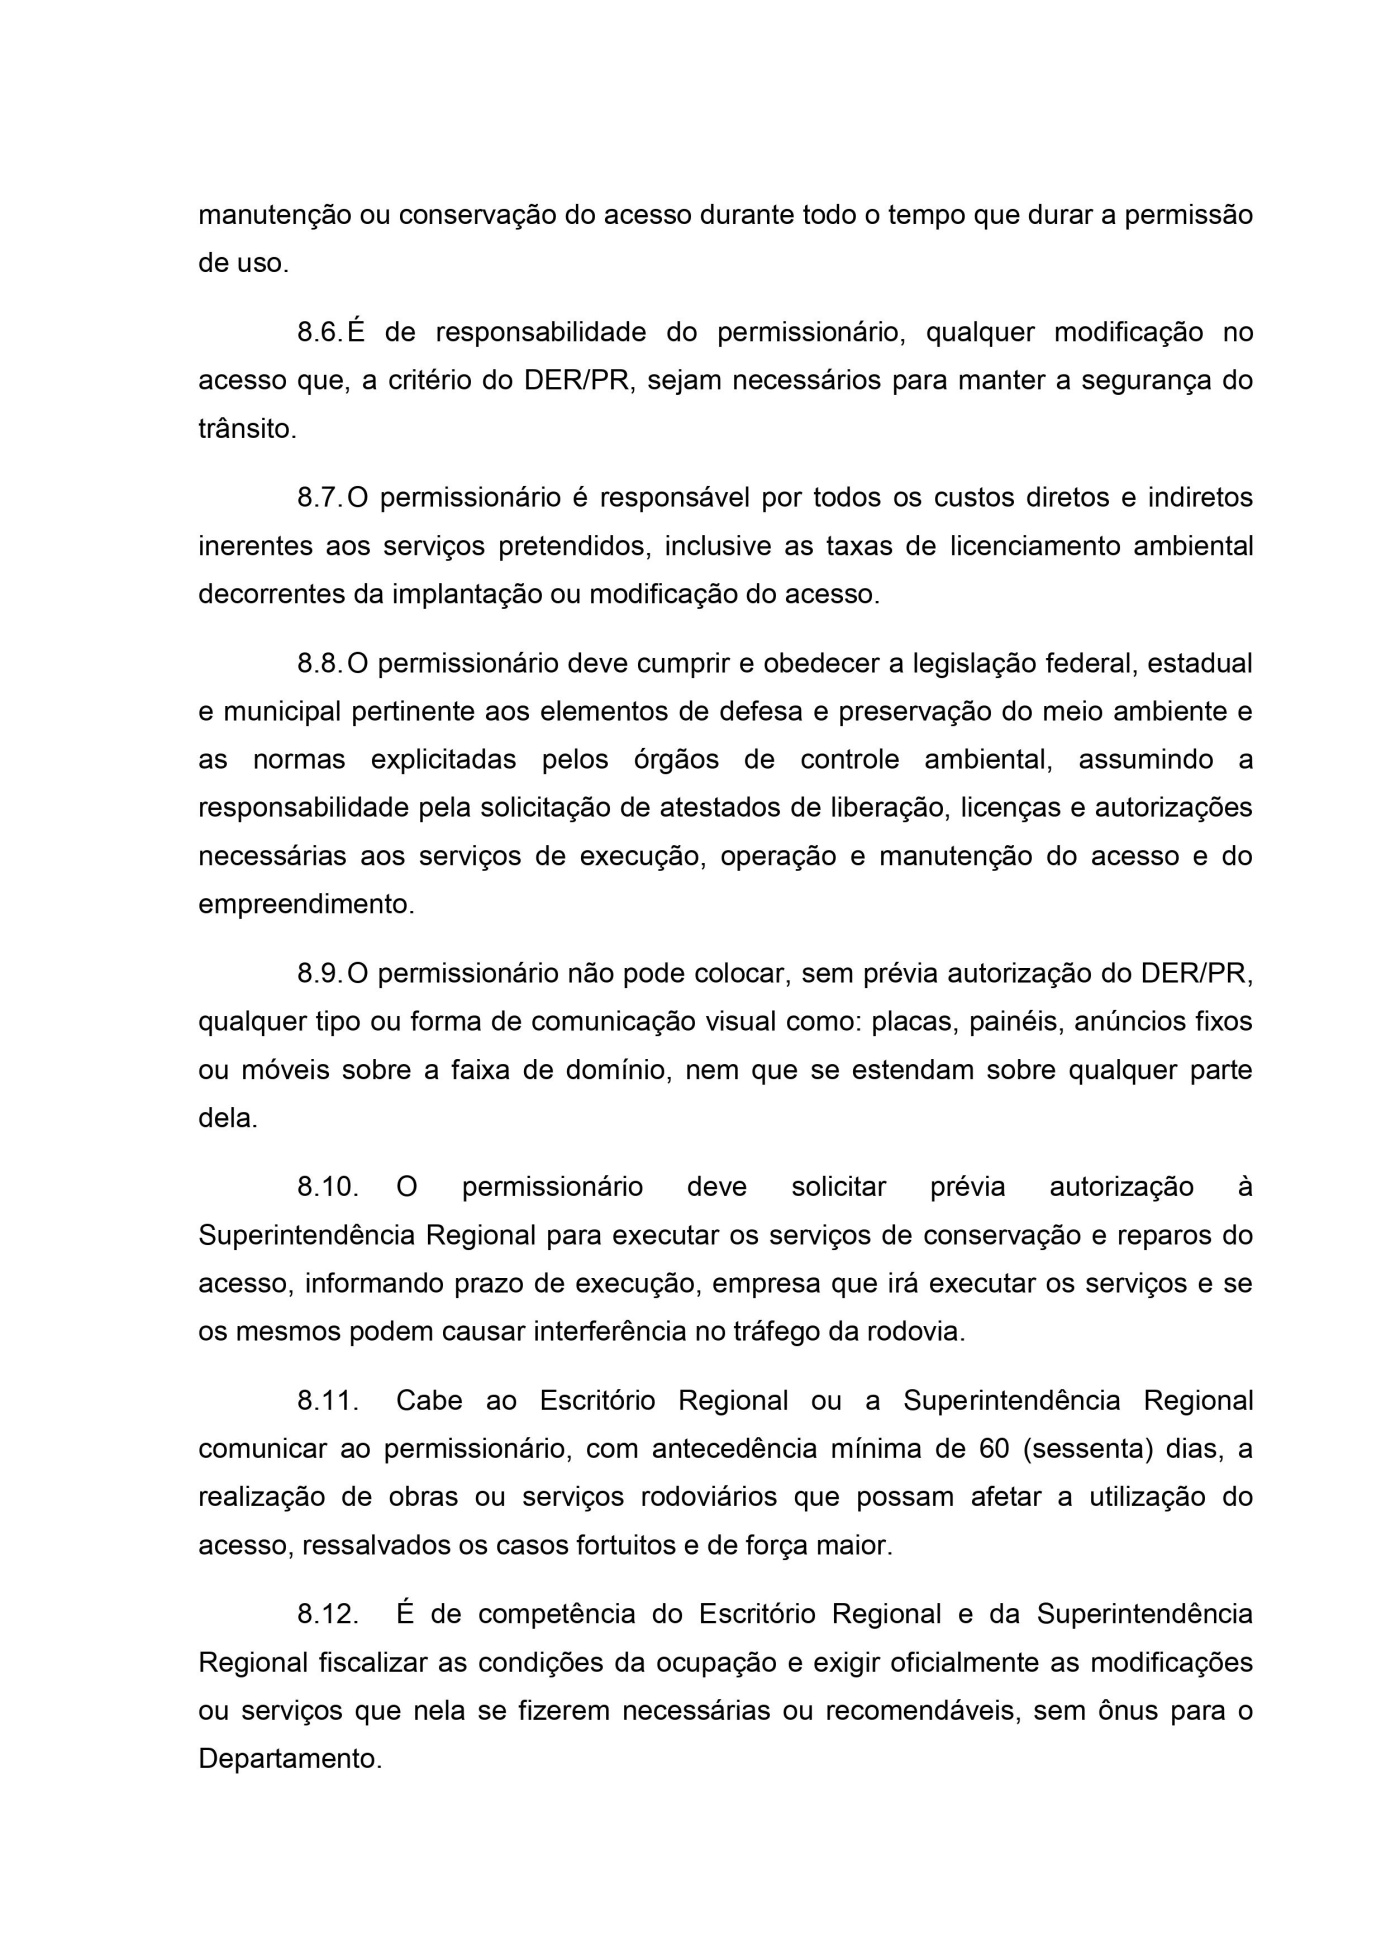 manutenção ou conservação do acesso durante todo o tempo que durar a permissão
de uso.
8.6. É de responsabilidade do permissionário, qualquer modificação no
acesso que, a critério do DER/PR, sejam necessários para manter a segurança do
trânsito.
8.7. O permissionário é responsável por todos os custos diretos e indiretos
inerentes aos serviços pretendidos, inclusive as taxas de licenciamento ambiental
decorrentes da implantação ou modificação do acesso.
8.8. O permissionário deve cumprir e obedecer a legislação federal, estadual
e municipal pertinente aos elementos de defesa e preservação do meio ambiente e
as normas explicitadas pelos órgãos de controle ambiental, assumindo a
responsabilidade pela solicitação de atestados de liberação, licenças e autorizações
necessárias aos serviços de execução, operação e manutenção do acesso e do
empreendimento.
8.9. O permissionário não pode colocar, sem prévia autorização do DER/PR,
qualquer tipo ou forma de comunicação visual como: placas, painéis, anúncios fixos
ou móveis sobre a faixa de domínio, nem que se estendam sobre qualquer parte
dela.
8.10. O permissionário deve solicitar prévia autorização à
Superintendência Regional para executar os serviços de conservação e reparos do
acesso, informando prazo de execução, empresa que irá executar os serviços e se
os mesmos podem causar interferência no tráfego da rodovia.
8.11. Cabe ao Escritório Regional ou a Superintendência Regional
comunicar ao permissionário, com antecedência mínima de 60 (sessenta) dias, a
realização de obras ou serviços rodoviários que possam afetar a utilização do
acesso, ressalvados os casos fortuitos e de força maior.
8.12. É de competência do Escritório Regional e da Superintendência
Regional fiscalizar as condições da ocupação e exigir oficialmente as modificações
ou serviços que nela se fizerem necessárias ou recomendáveis, sem ônus para o
Departamento.